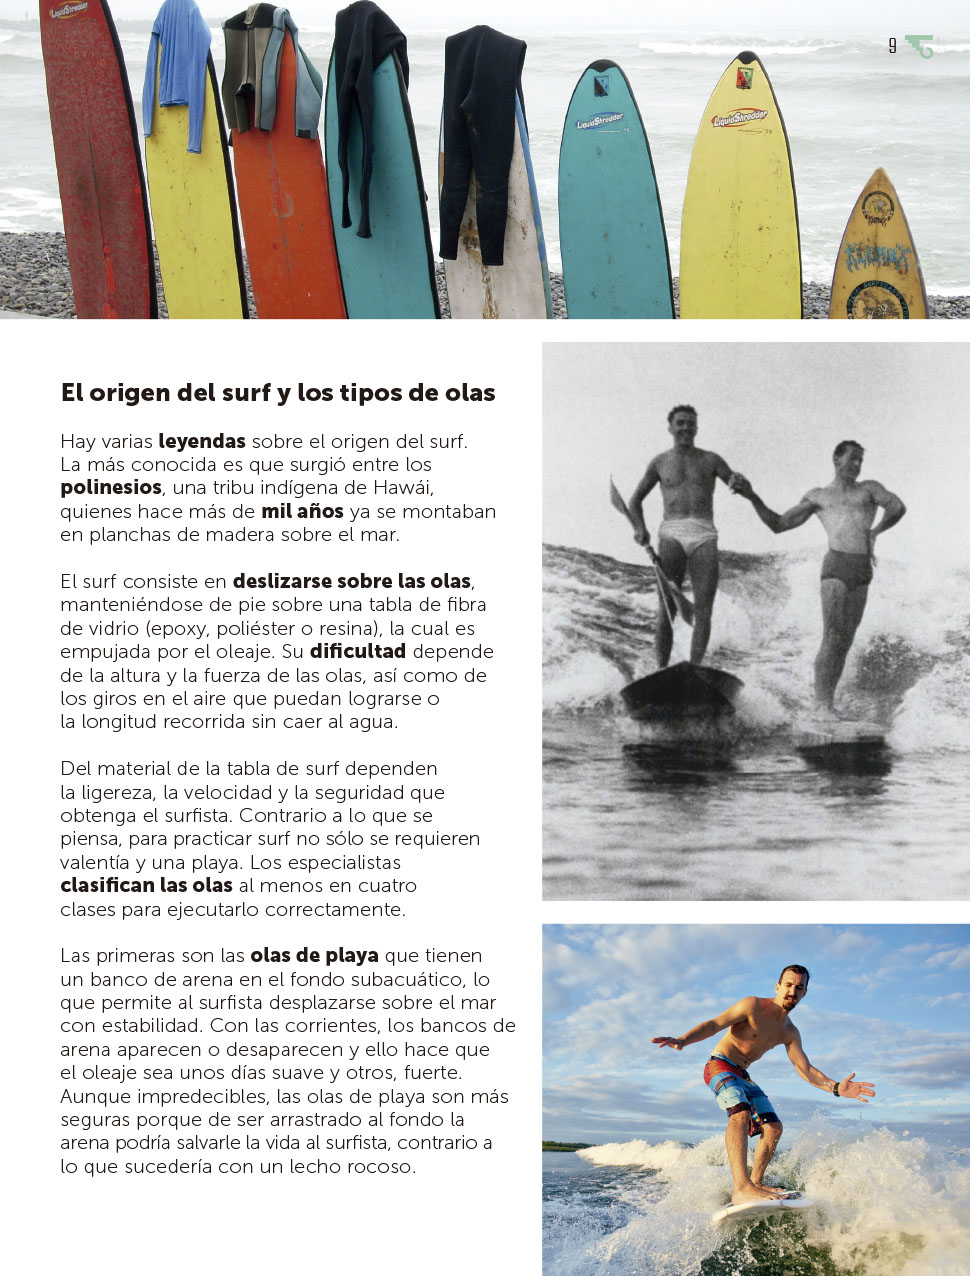 LiquidShredder
9
LiquidShredder
LiquidShredder
El origen del surf y los tipos de olas
Hay varias leyendas sobre el origen del surf.
La más conocida es que surgió entre los
polinesios, una tribu indígena de Hawái,
quienes hace más de mil años ya se montaban
en planchas de madera sobre el mar.
El surf consiste en deslizarse sobre las olas,
manteniéndose de pie sobre una tabla de fibra
de vidrio (epoxy, poliéster o resina), la cual es
empujada por el oleaje. Su dificultad depende
de la altura y la fuerza de las olas, así como de
los giros en el aire que puedan lograrse o
la longitud recorrida sin caer al agua.
Del material de la tabla de surf dependen
la ligereza, la velocidad y la seguridad que
obtenga el surfista. Contrario a lo que se
piensa, para practicar surf no sólo se requieren
valentía y una playa. Los especialistas
clasifican las olas al menos en cuatro
clases para ejecutarlo correctamente.
Las primeras son las olas de playa que tienen
un banco de arena en el fondo subacuático, lo
que permite al surfista desplazarse sobre el mar
con estabilidad. Con las corrientes, los bancos de
arena aparecen o desaparecen y ello hace que
el oleaje sea unos días suave y otros, fuerte.
Aunque impredecibles, las olas de playa son más
seguras porque de ser arrastrado al fondo la
arena podría salvarle la vida al surfista, contrario a
lo que sucedería con un lecho rocoso.